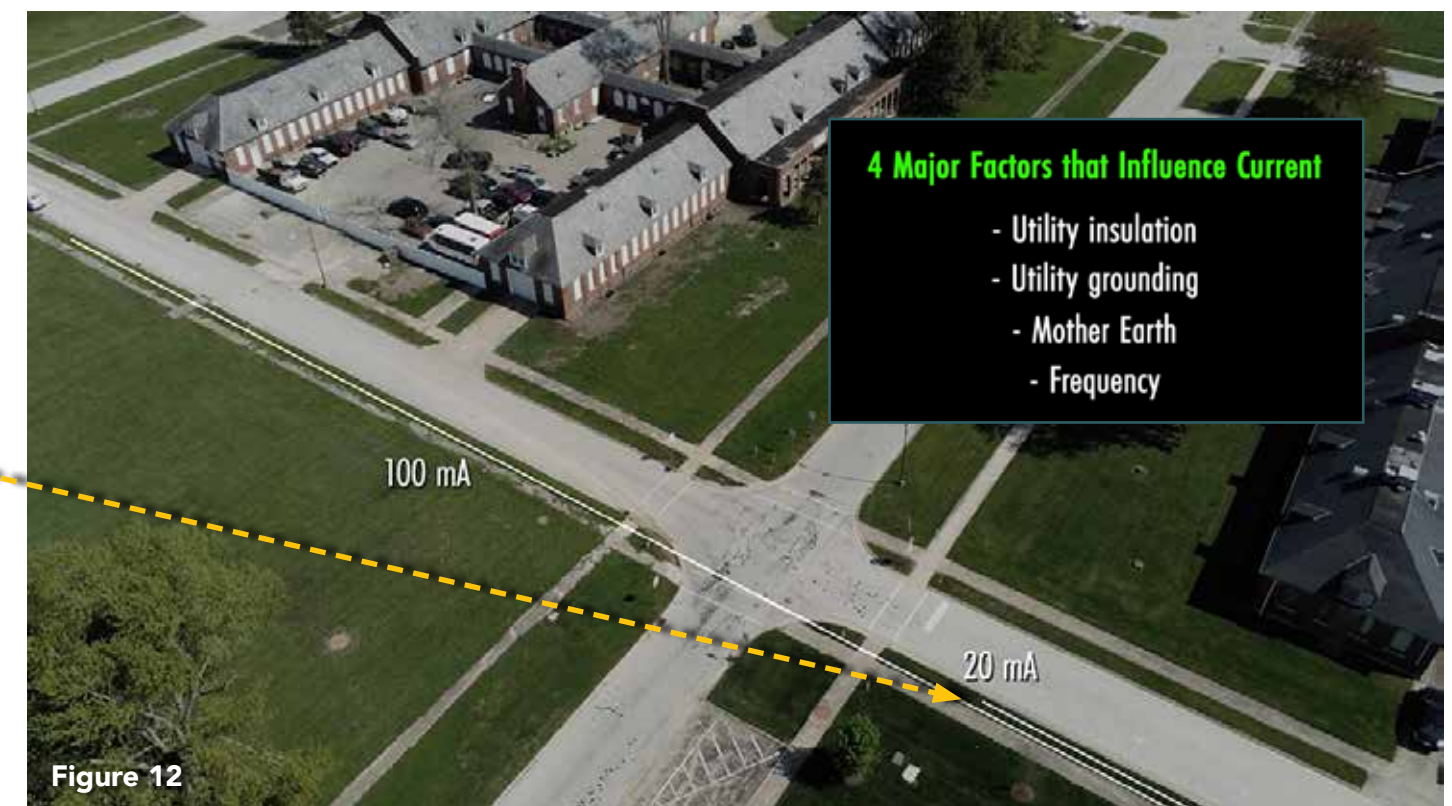 4 Major Factors that Influence Current
- Utility insulation
- Utility grounding
- Mother Earth
- Frequency
100 mA
20 mA
Figure 12